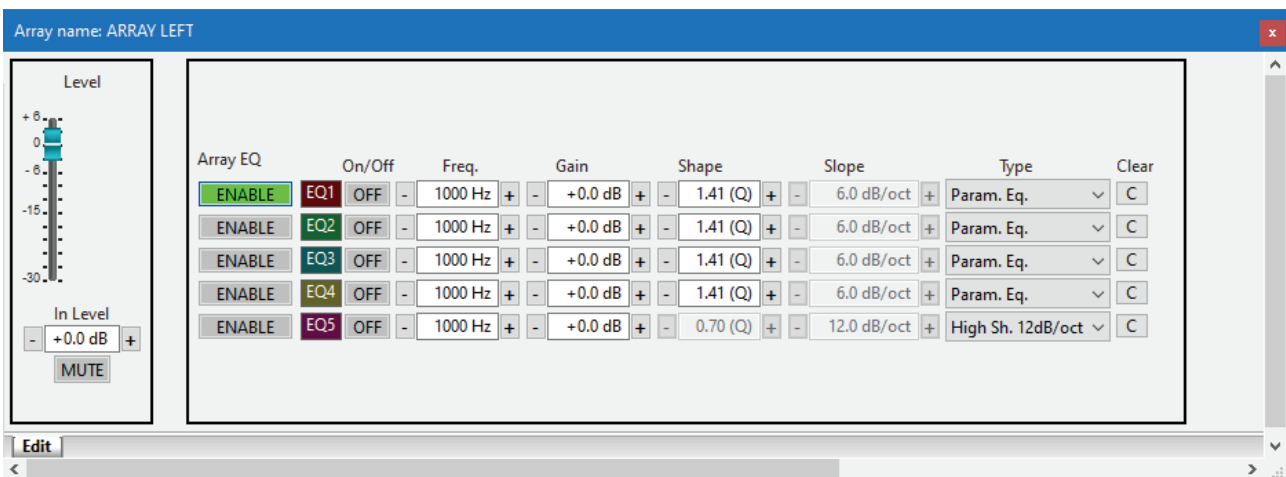 Array name: ARRAY LEFT x
Level
+ 6
0
- 6
-15
-30
In Level
- +0.0 dB +
MUTE
Array EQ On/Off Freq. Gain Shape Slope Type Clear
ENABLE EQ1 OFF - 1000 Hz + - +0.0 dB + - 1.41 (Q) + - 6.0 dB/oct + Param. Eq. C
ENABLE EQ2 OFF - 1000 Hz + - +0.0 dB + - 1.41 (Q) + - 6.0 dB/oct + Param. Eq. C
ENABLE EQ3 OFF - 1000 Hz + - +0.0 dB + - 1.41 (Q) + - 6.0 dB/oct + Param. Eq. C
ENABLE EQ4 OFF - 1000 Hz + - +0.0 dB + - 1.41 (Q) + - 6.0 dB/oct + Param. Eq. C
ENABLE EQ5 OFF - 1000 Hz + - +0.0 dB + - 0.70 (Q) + - 12.0 dB/oct + High Sh. 12dB/oct C
Edit